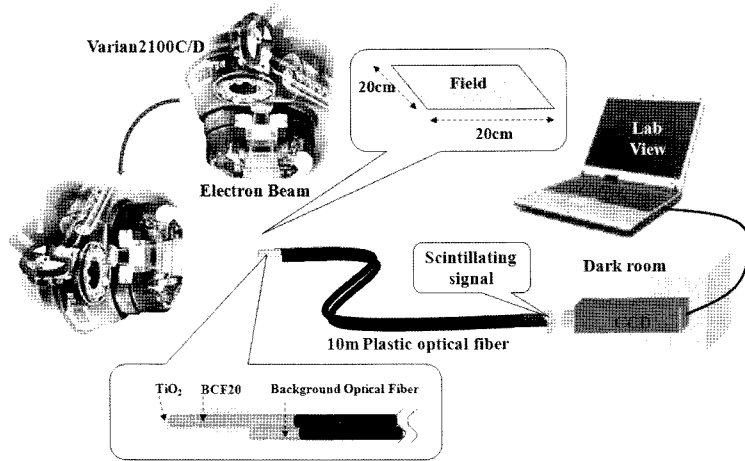 Varian2100C/D
20cm
Field
20cm
Electron Beam
Lab
View
Scintillating
signal
Dark room
CCD
10m Plastic optical fiber
TiO₂
BCF20
Background Optical Fiber